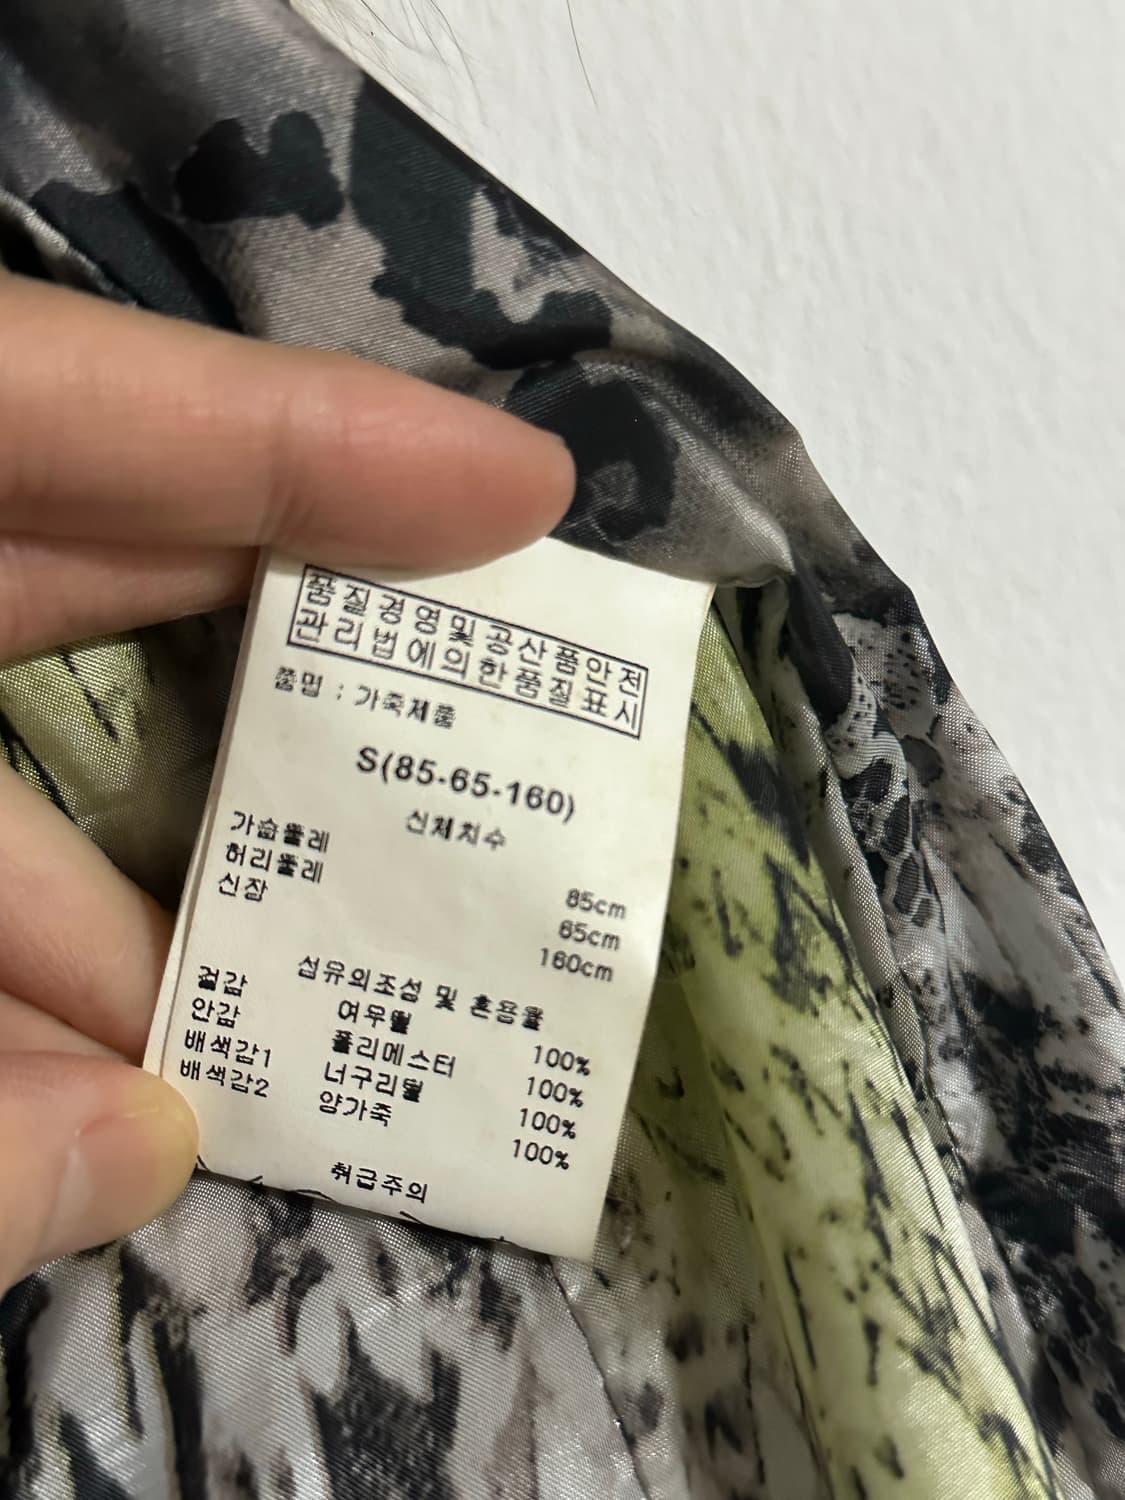 품질경영및공산품안전
관리법에의한품질표시
품명 : 가죽제품
S(85-65-160)
신체치수
가슴둘레 85cm
허리둘레 65cm
신장 160cm
섬유의조성 및 혼용율
겉감 여우털 100%
안감 폴리에스터 100%
배색감1 너구리털 100%
배색감2 양가죽 100%
취급주의